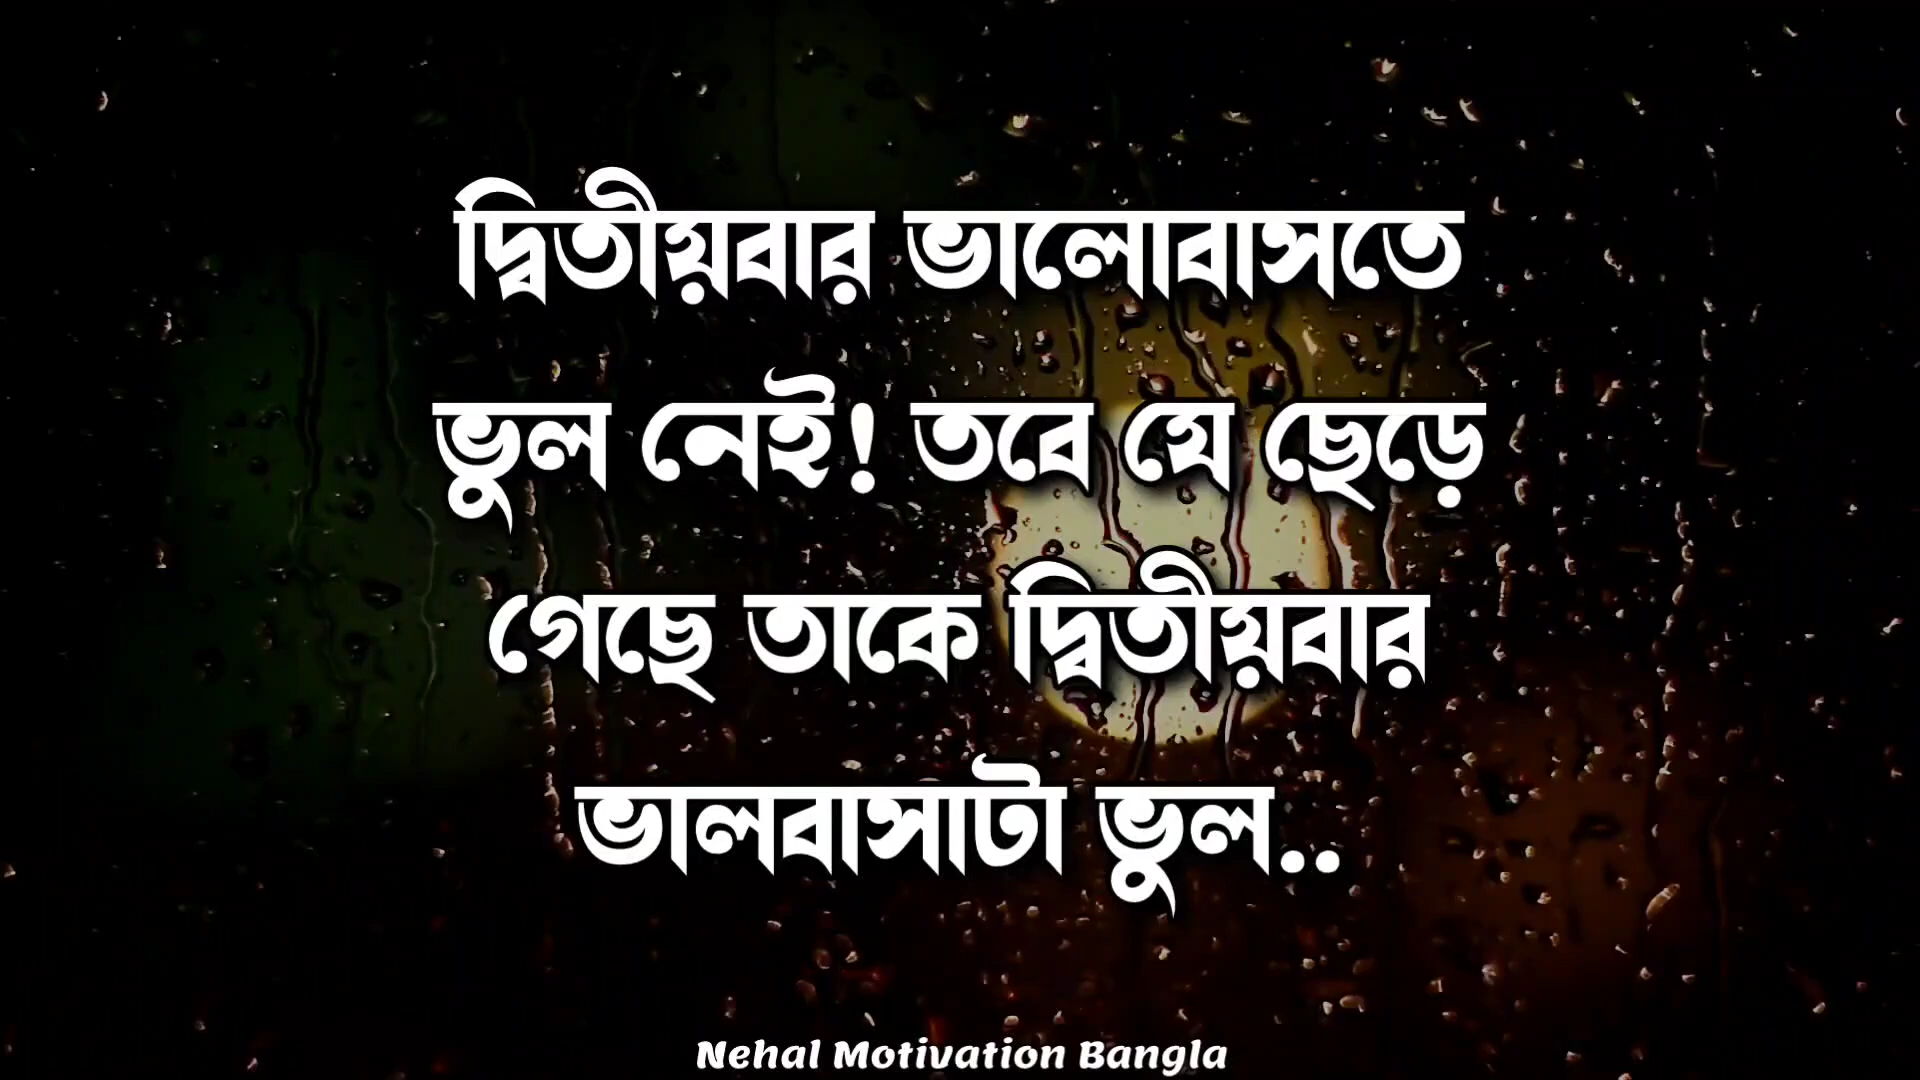 দ্বিতীয়বার ভালোবাসতে
ভুল নেই! তবে যে ছেড়ে
গেছে তাকে দ্বিতীয়বার
ভালবাসাটা ভুল..
Nehal Motivation Bangla